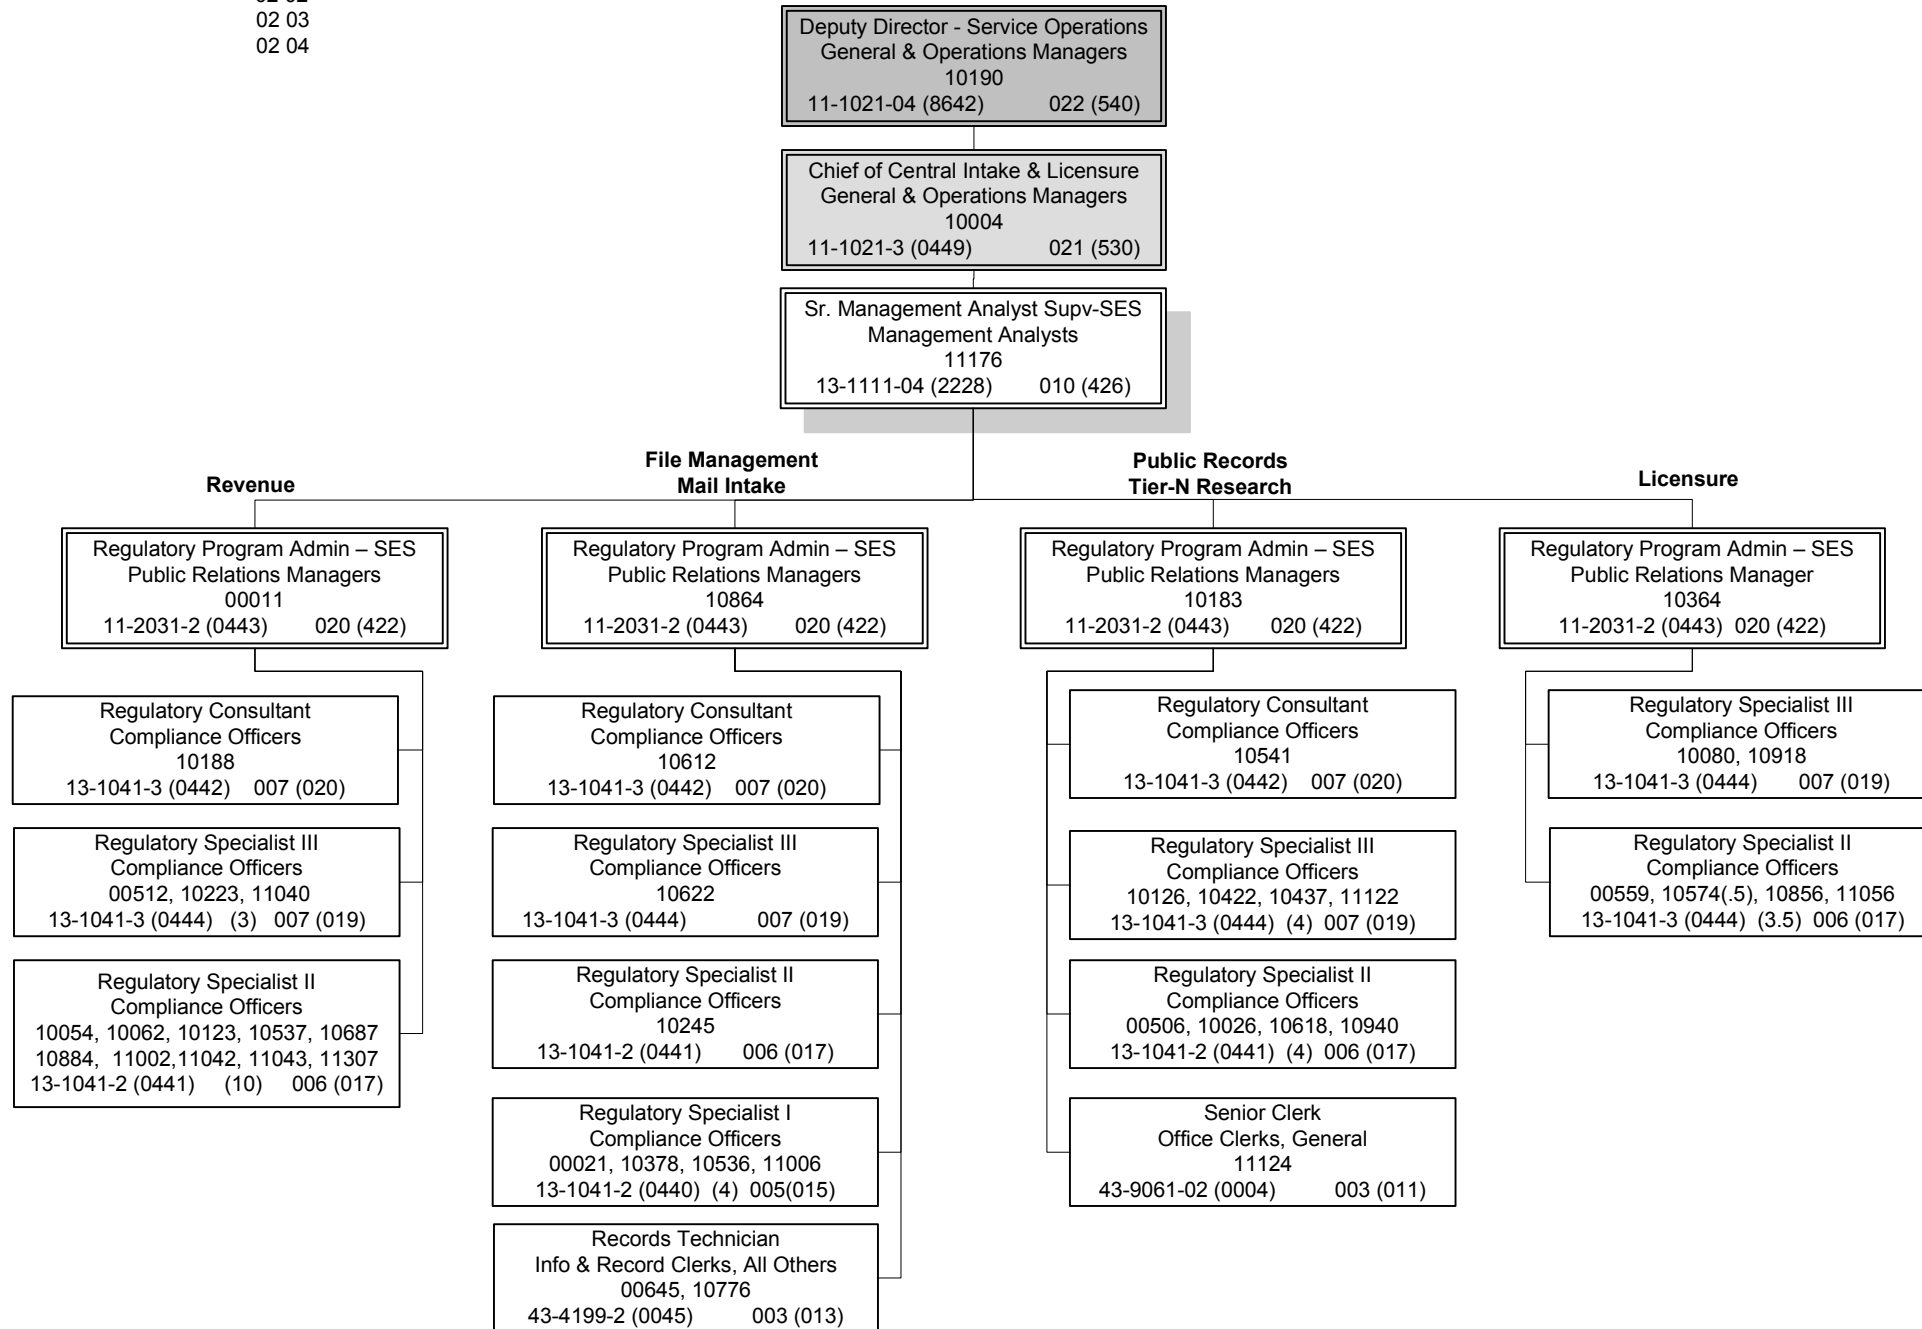 02 03
02 04
Deputy Director - Service Operations
General & Operations Managers
10190
11-1021-04 (8642) 022 (540)
Chief of Central Intake & Licensure
General & Operations Managers
10004
11-1021-3 (0449) 021 (530)
Sr. Management Analyst Supv-SES
Management Analysts
11176
13-1111-04 (2228) 010 (426)
Revenue
Regulatory Program Admin – SES
Public Relations Managers
00011
11-2031-2 (0443) 020 (422)
Regulatory Consultant
Compliance Officers
10188
13-1041-3 (0442) 007 (020)
Regulatory Specialist III
Compliance Officers
00512, 10223, 11040
13-1041-3 (0444) (3) 007 (019)
Regulatory Specialist II
Compliance Officers
10054, 10062, 10123, 10537, 10687
10884, 11002,11042, 11043, 11307
13-1041-2 (0441) (10) 006 (017)
File Management
Mail Intake
Regulatory Program Admin – SES
Public Relations Managers
10864
11-2031-2 (0443) 020 (422)
Regulatory Consultant
Compliance Officers
10612
13-1041-3 (0442) 007 (020)
Regulatory Specialist III
Compliance Officers
10622
13-1041-3 (0444) 007 (019)
Regulatory Specialist II
Compliance Officers
10245
13-1041-2 (0441) 006 (017)
Regulatory Specialist I
Compliance Officers
00021, 10378, 10536, 11006
13-1041-2 (0440) (4) 005(015)
Records Technician
Info & Record Clerks, All Others
00645, 10776
43-4199-2 (0045) 003 (013)
Public Records
Tier-N Research
Regulatory Program Admin – SES
Public Relations Managers
10183
11-2031-2 (0443) 020 (422)
Regulatory Consultant
Compliance Officers
10541
13-1041-3 (0442) 007 (020)
Regulatory Specialist III
Compliance Officers
10126, 10422, 10437, 11122
13-1041-3 (0444) (4) 007 (019)
Regulatory Specialist II
Compliance Officers
00506, 10026, 10618, 10940
13-1041-2 (0441) (4) 006 (017)
Senior Clerk
Office Clerks, General
11124
43-9061-02 (0004) 003 (011)
Licensure
Regulatory Program Admin – SES
Public Relations Manager
10364
11-2031-2 (0443) 020 (422)
Regulatory Specialist III
Compliance Officers
10080, 10918
13-1041-3 (0444) 007 (019)
Regulatory Specialist II
Compliance Officers
00559, 10574(.5), 10856, 11056
13-1041-3 (0444) (3.5) 006 (017)